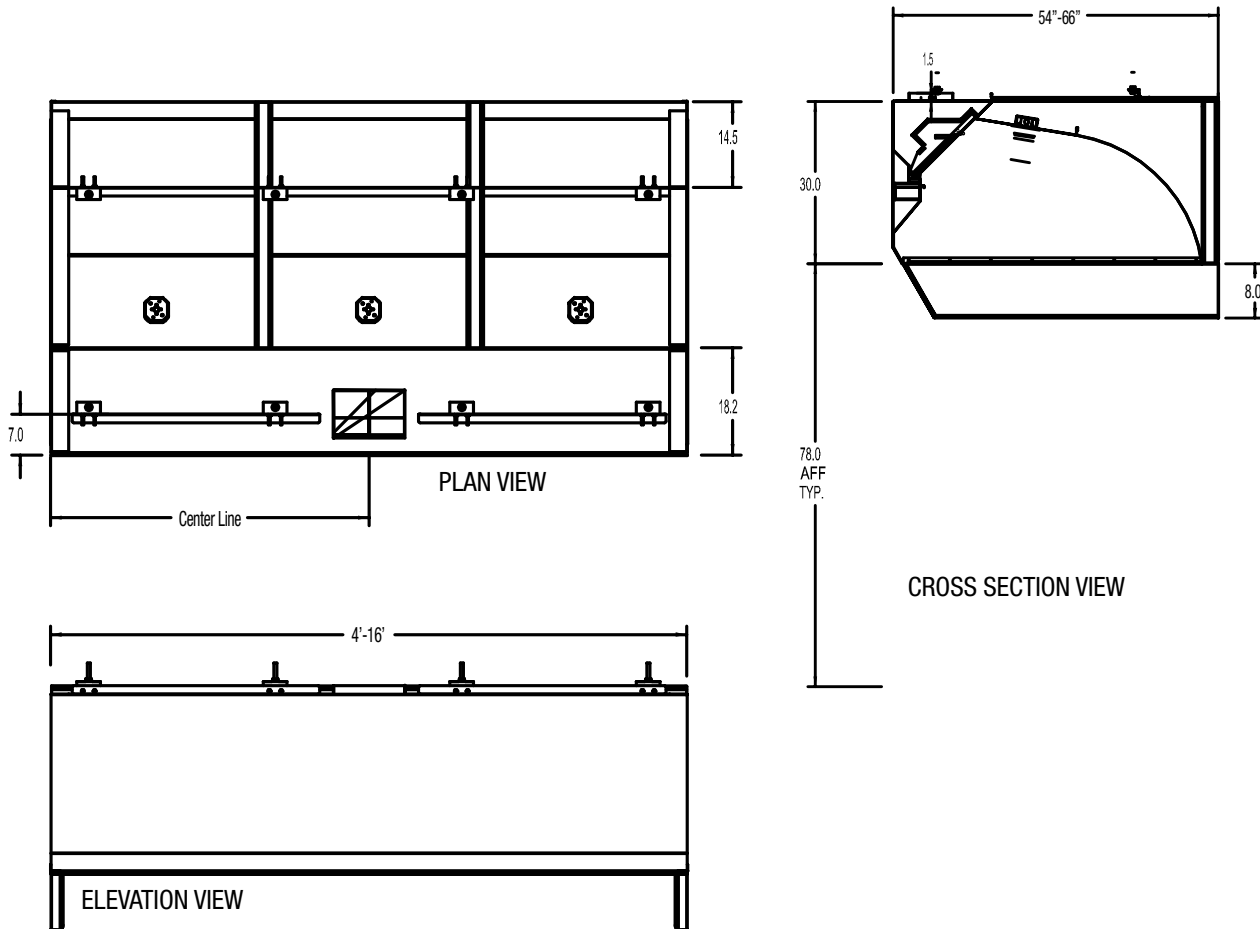 54"-66"
1.5
14.5
30.0
8.0
18.2
7.0
78.0
AFF
TYP.
PLAN VIEW
Center Line
CROSS SECTION VIEW
4'-16'
ELEVATION VIEW